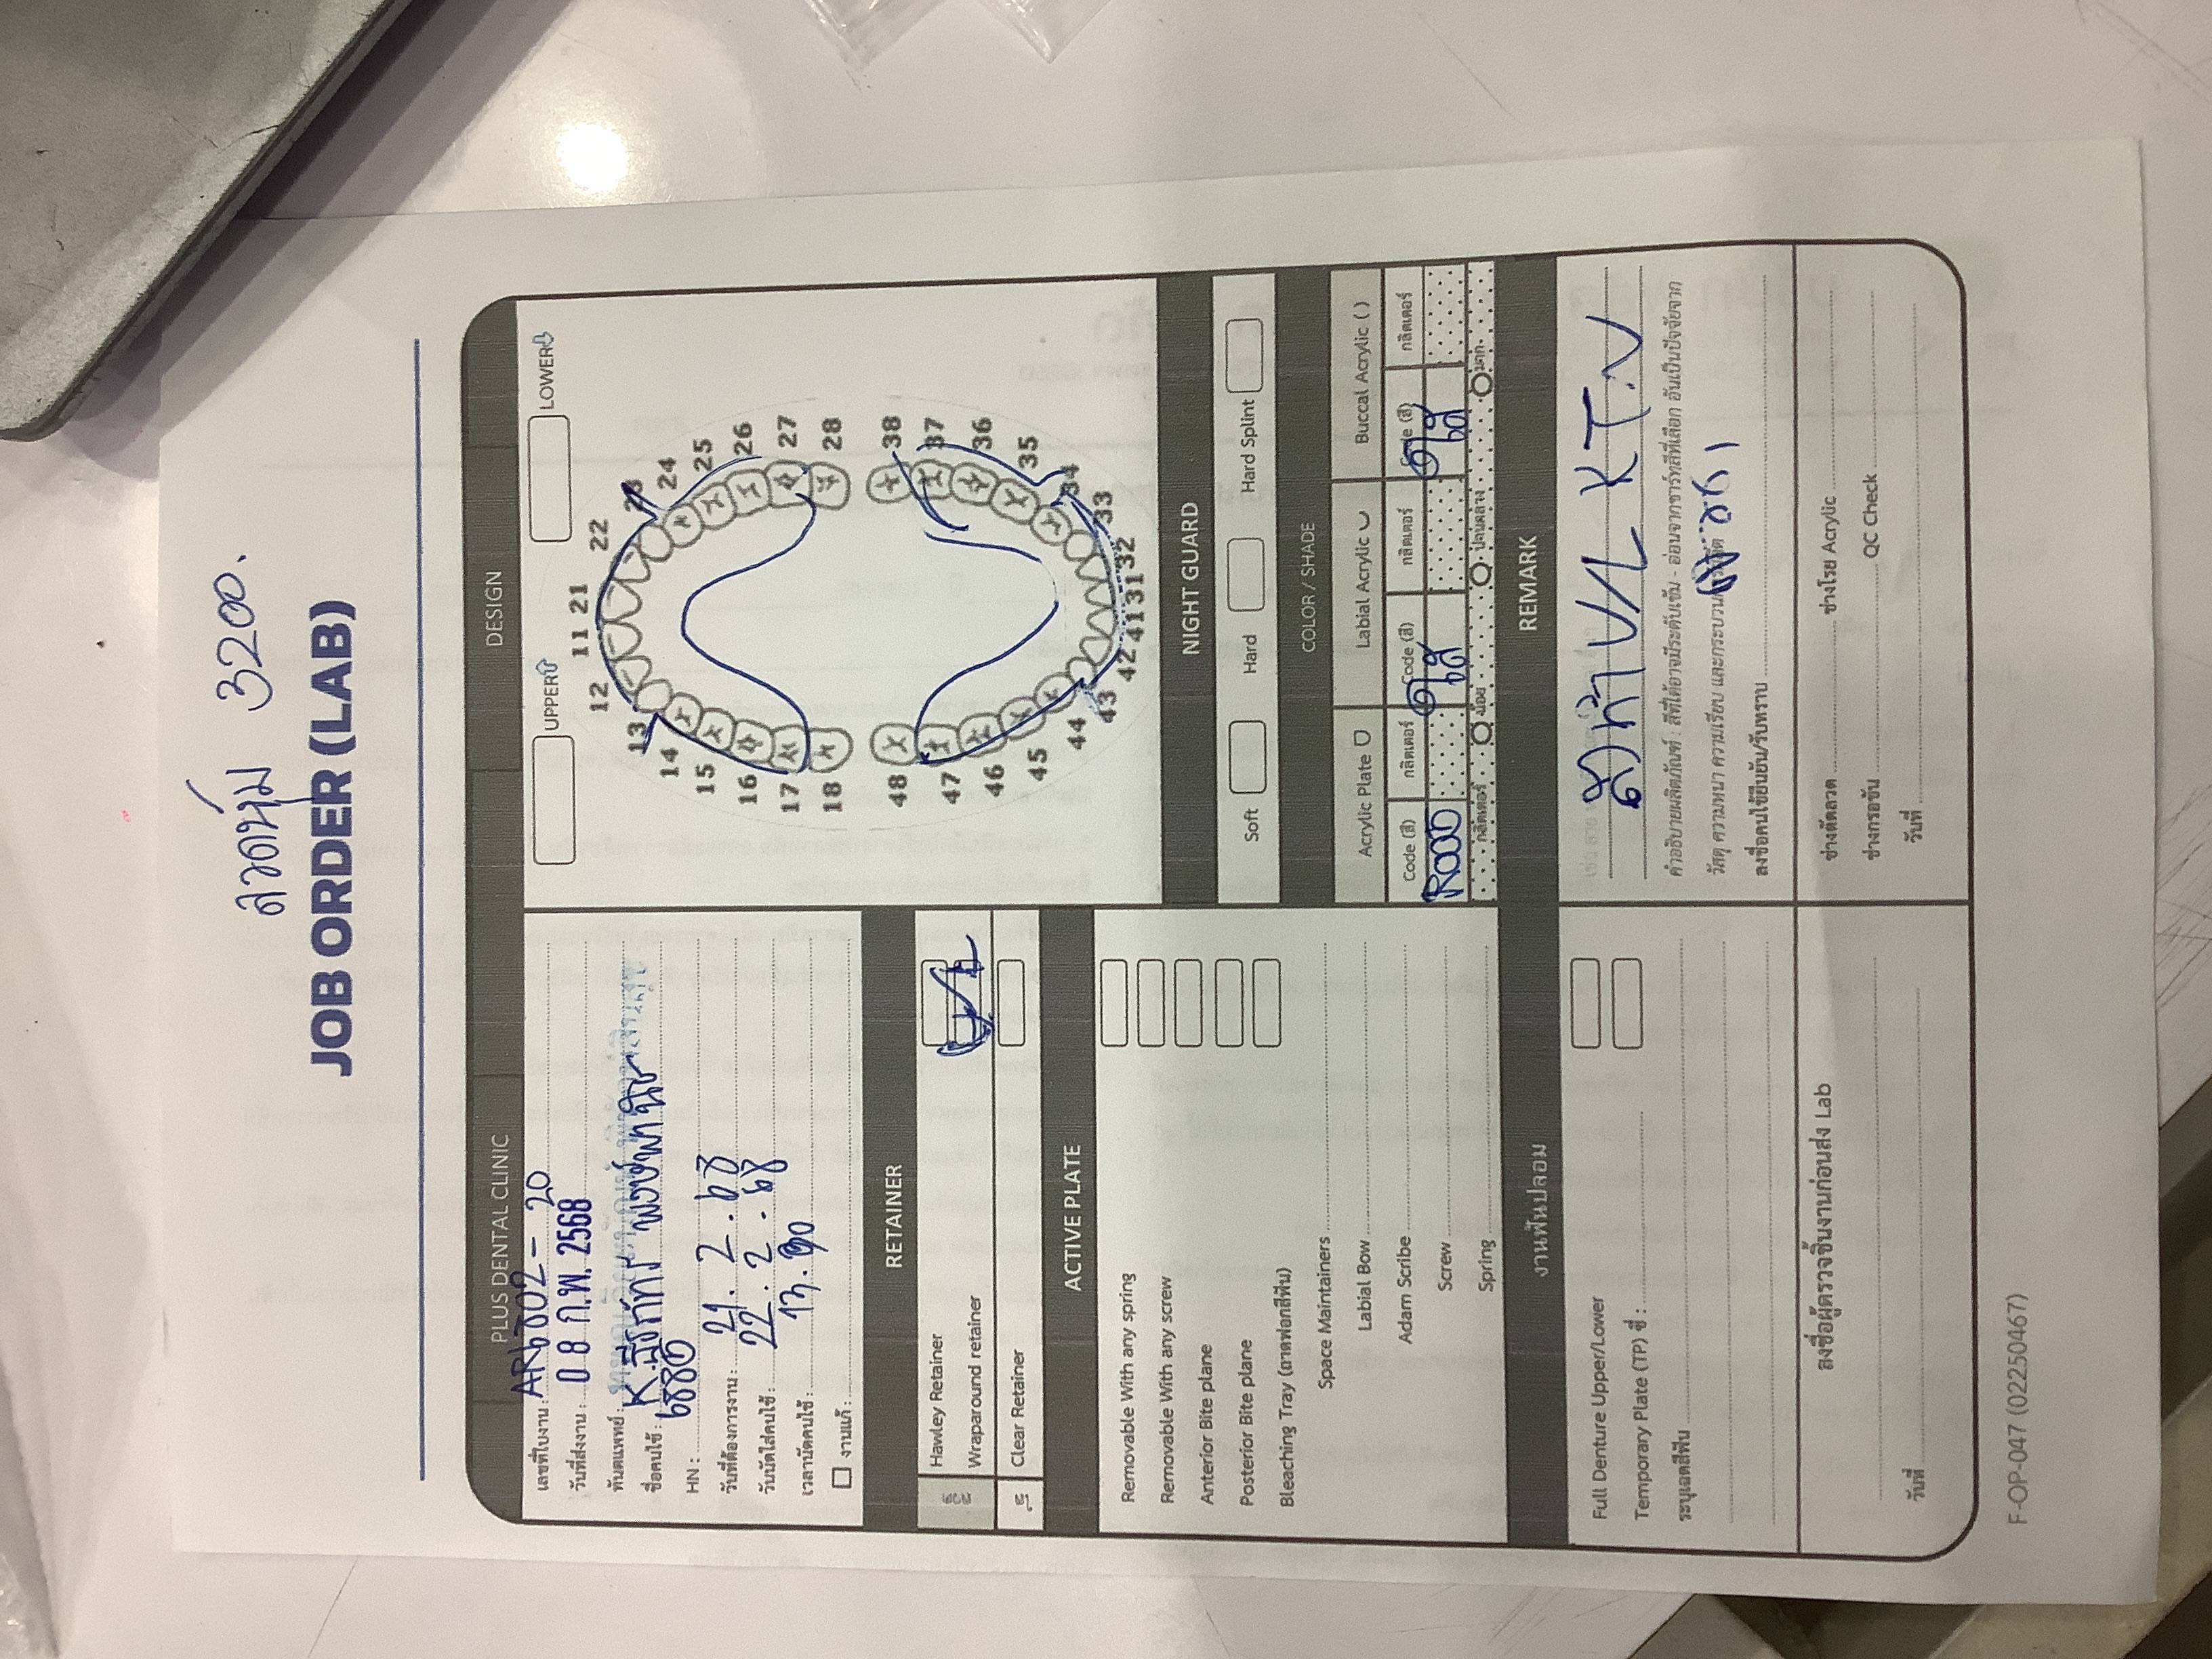 ลวดหุ้ม 3200.
JOB ORDER (LAB)
PLUS DENTAL CLINIC
เลขที่ใบงาน : AR6802-20
วันที่ส่งงาน : 08 ก.พ. 2568
ทันตแพทย์ :
ชื่อคนไข้ : K.ธีรภัทร พงษ์พานิช
HN : 6885
วันที่ต้องการงาน : 21.2.68
วันนัดใส่คนไข้ : 22.2.68
เวลานัดคนไข้ : 13.
งานแก้ :
DESIGN
UPPER LOWER
11 21
12 22
13 23
14 24
15 25
16 26
17 27
18 28
48 38
47 37
46 36
45 35
44 34
43 33
42 41 31 32
RETAINER
ลวด
Hawley Retainer
Wraparound retainer U/L
ใส
Clear Retainer
ACTIVE PLATE
Removable With any spring
Removable With any screw
Anterior Bite plane
Posterior Bite plane
Bleaching Tray (ถาดฟอกสีฟัน)
Space Maintainers
Labial Bow
Adam Scribe
Screw
Spring
NIGHT GUARD
Soft Hard Hard Splint
COLOR / SHADE
Acrylic Plate Labial Acrylic Buccal Acrylic ( )
Code (สี) กลิตเตอร์ Code (สี) กลิตเตอร์ Code (สี) กลิตเตอร์
ใส ใส
กลิตเตอร์ น้อย ปานกลาง มาก
งานฟันปลอม
Full Denture Upper/Lower
Temporary Plate (TP) ซี่ :
ระบุเฉดสีฟัน
REMARK
U/L
คำอธิบายผลิตภัณฑ์ : สีที่ได้อาจมีระดับเข้ม - อ่อนจากชาร์ทสีที่เลือก อันเป็นปัจจัยจาก
วัสดุ ความหนา ความเรียบ และกระบวนการผลิต
ลงชื่อคนไข้ยืนยัน/รับทราบ
ลงชื่อผู้ตรวจชิ้นงานก่อนส่ง Lab
วันที่
ช่างดัดลวด ช่างโรย Acrylic
ช่างกรอขัน QC Check
วันที่
F-OP-047 (02250467)